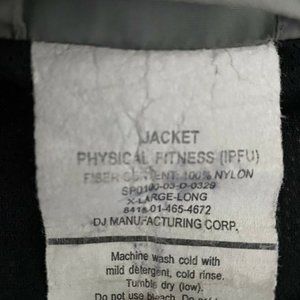 JACKET
PHYSICAL FITNESS (IPFU)
FIBER CONTENT: 100% NYLON
SP0100-03-D-0329
X-LARGE-LONG
8415-01-465-4672
DJ MANUFACTURING CORP.
Machine wash cold with
mild detergent, cold rinse.
Tumble dry (low).
Do not use bleach.